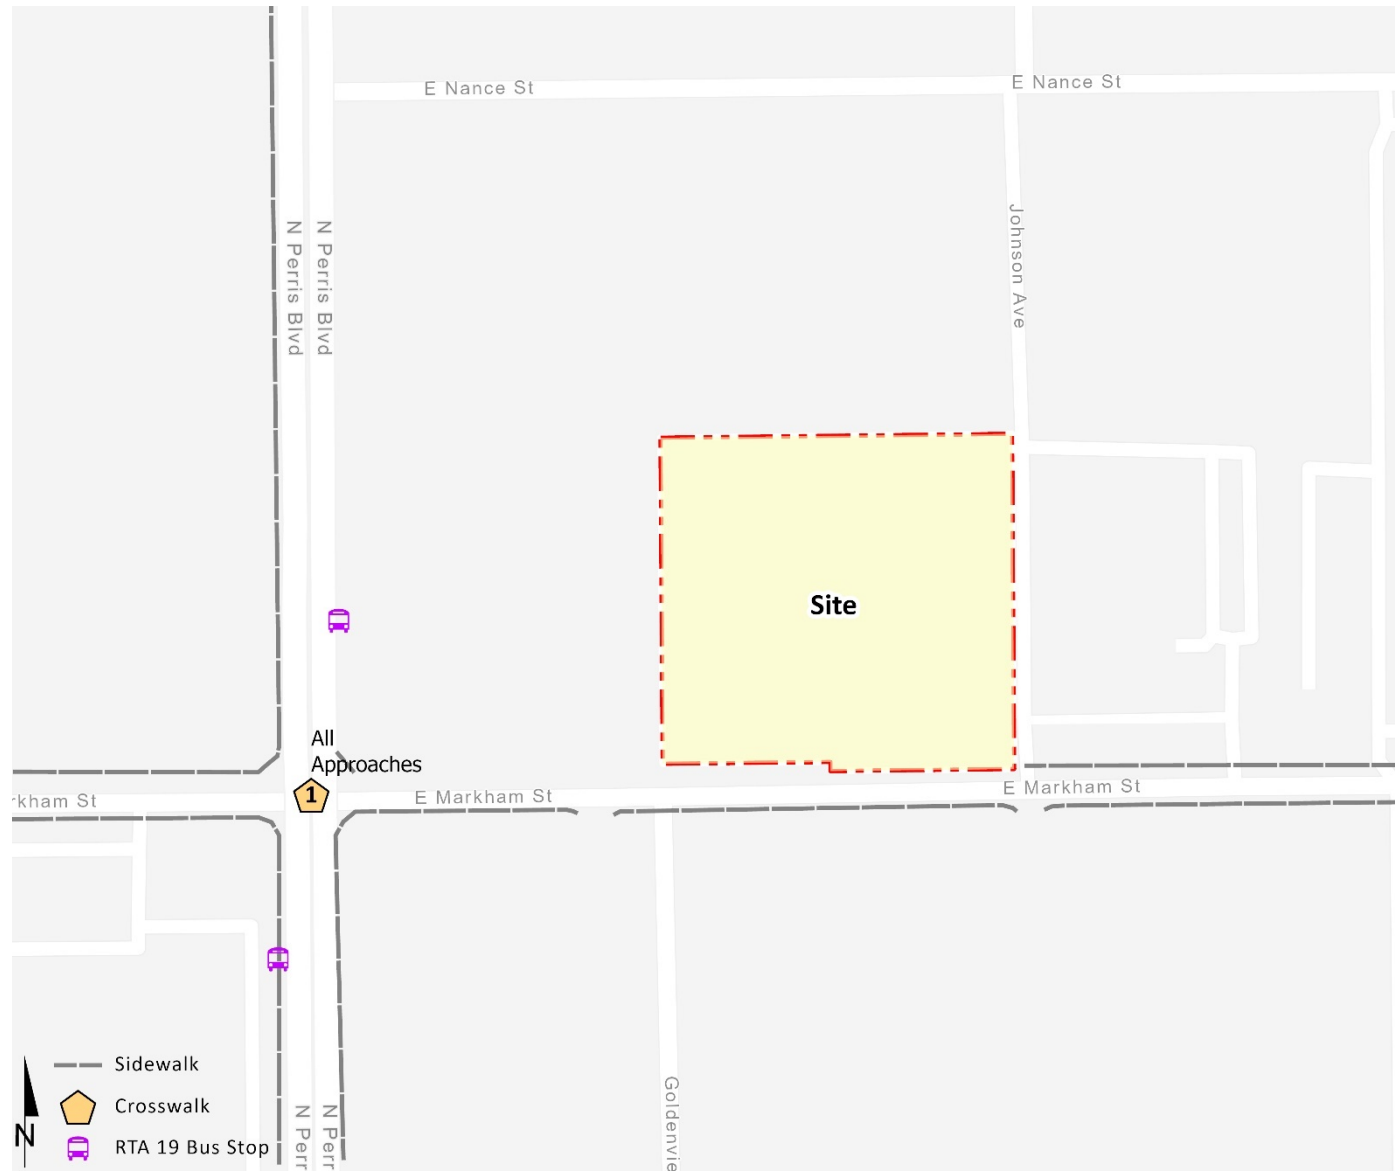 E Nance St
E Nance St
N Perris Blvd
N Perris Blvd
Johnson Ave
Site
All
Approaches
1
rkham St
E Markham St
E Markham St
Sidewalk
Crosswalk
RTA 19 Bus Stop
N
N Perr
N Perr
Goldenvie